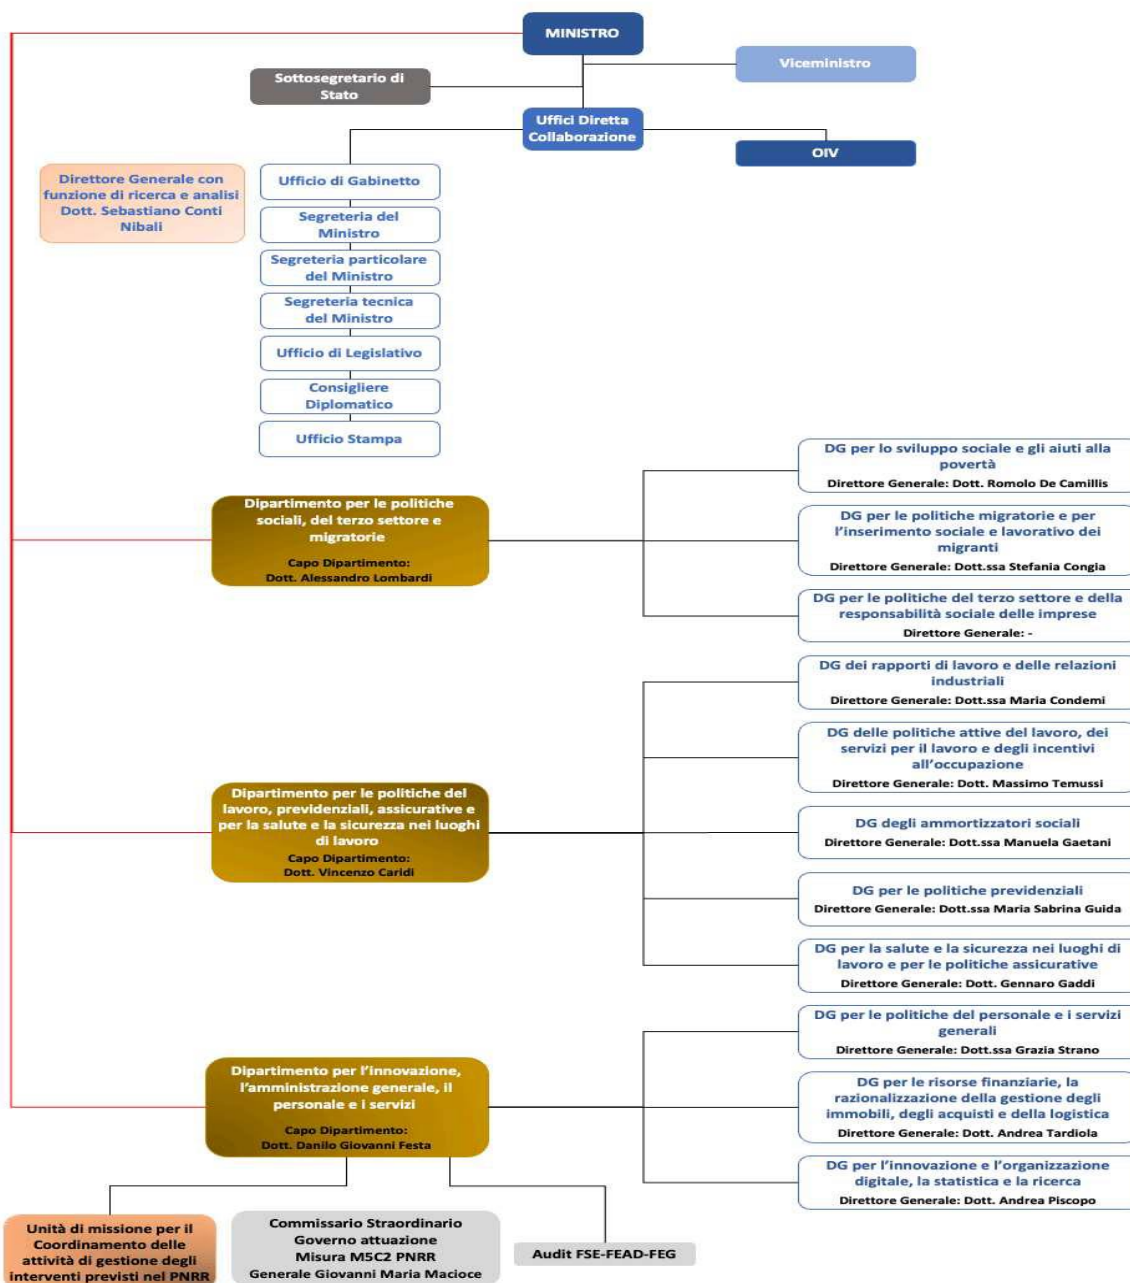 MINISTRO
Viceministro
Sottosegretario di
Stato
Uffici Diretta
Collaborazione
OIV
Direttore Generale con
funzione di ricerca e analisi
Dott. Sebastiano Conti
Nibali
Ufficio di Gabinetto
Segreteria del
Ministro
Segreteria particolare
del Ministro
Segreteria tecnica
del Ministro
Ufficio di Legislativo
Consigliere
Diplomatico
Ufficio Stampa
Dipartimento per le politiche
sociali, del terzo settore e
migratorie
Capo Dipartimento:
Dott. Alessandro Lombardi
DG per lo sviluppo sociale e gli aiuti alla
povertà
Direttore Generale: Dott. Romolo De Camillis
DG per le politiche migratorie e per
l'inserimento sociale e lavorativo dei
migranti
Direttore Generale: Dott.ssa Stefania Congia
DG per le politiche del terzo settore e della
responsabilità sociale delle imprese
Direttore Generale: -
Dipartimento per le politiche del
lavoro, previdenziali, assicurative e
per la salute e la sicurezza nei luoghi
di lavoro
Capo Dipartimento:
Dott. Vincenzo Caridi
DG dei rapporti di lavoro e delle relazioni
industriali
Direttore Generale: Dott.ssa Maria Condemi
DG delle politiche attive del lavoro, dei
servizi per il lavoro e degli incentivi
all'occupazione
Direttore Generale: Dott. Massimo Temussi
DG degli ammortizzatori sociali
Direttore Generale: Dott.ssa Manuela Gaetani
DG per le politiche previdenziali
Direttore Generale: Dott.ssa Maria Sabrina Guida
DG per la salute e la sicurezza nei luoghi di
lavoro e per le politiche assicurative
Direttore Generale: Dott. Gennaro Gaddi
Dipartimento per l'innovazione,
l'amministrazione generale, il
personale e i servizi
Capo Dipartimento:
Dott. Danilo Giovanni Festa
DG per le politiche del personale e i servizi
generali
Direttore Generale: Dott.ssa Grazia Strano
DG per le risorse finanziarie, la
razionalizzazione della gestione degli
immobili, degli acquisti e della logistica
Direttore Generale: Dott. Andrea Tardiola
DG per l'innovazione e l'organizzazione
digitale, la statistica e la ricerca
Direttore Generale: Dott. Andrea Piscopo
Unità di missione per il
Coordinamento delle
attività di gestione degli
interventi previsti nel PNRR
Commissario Straordinario
Governo attuazione
Misura M5C2 PNRR
Generale Giovanni Maria Macioce
Audit FSE-FEAD-FEG